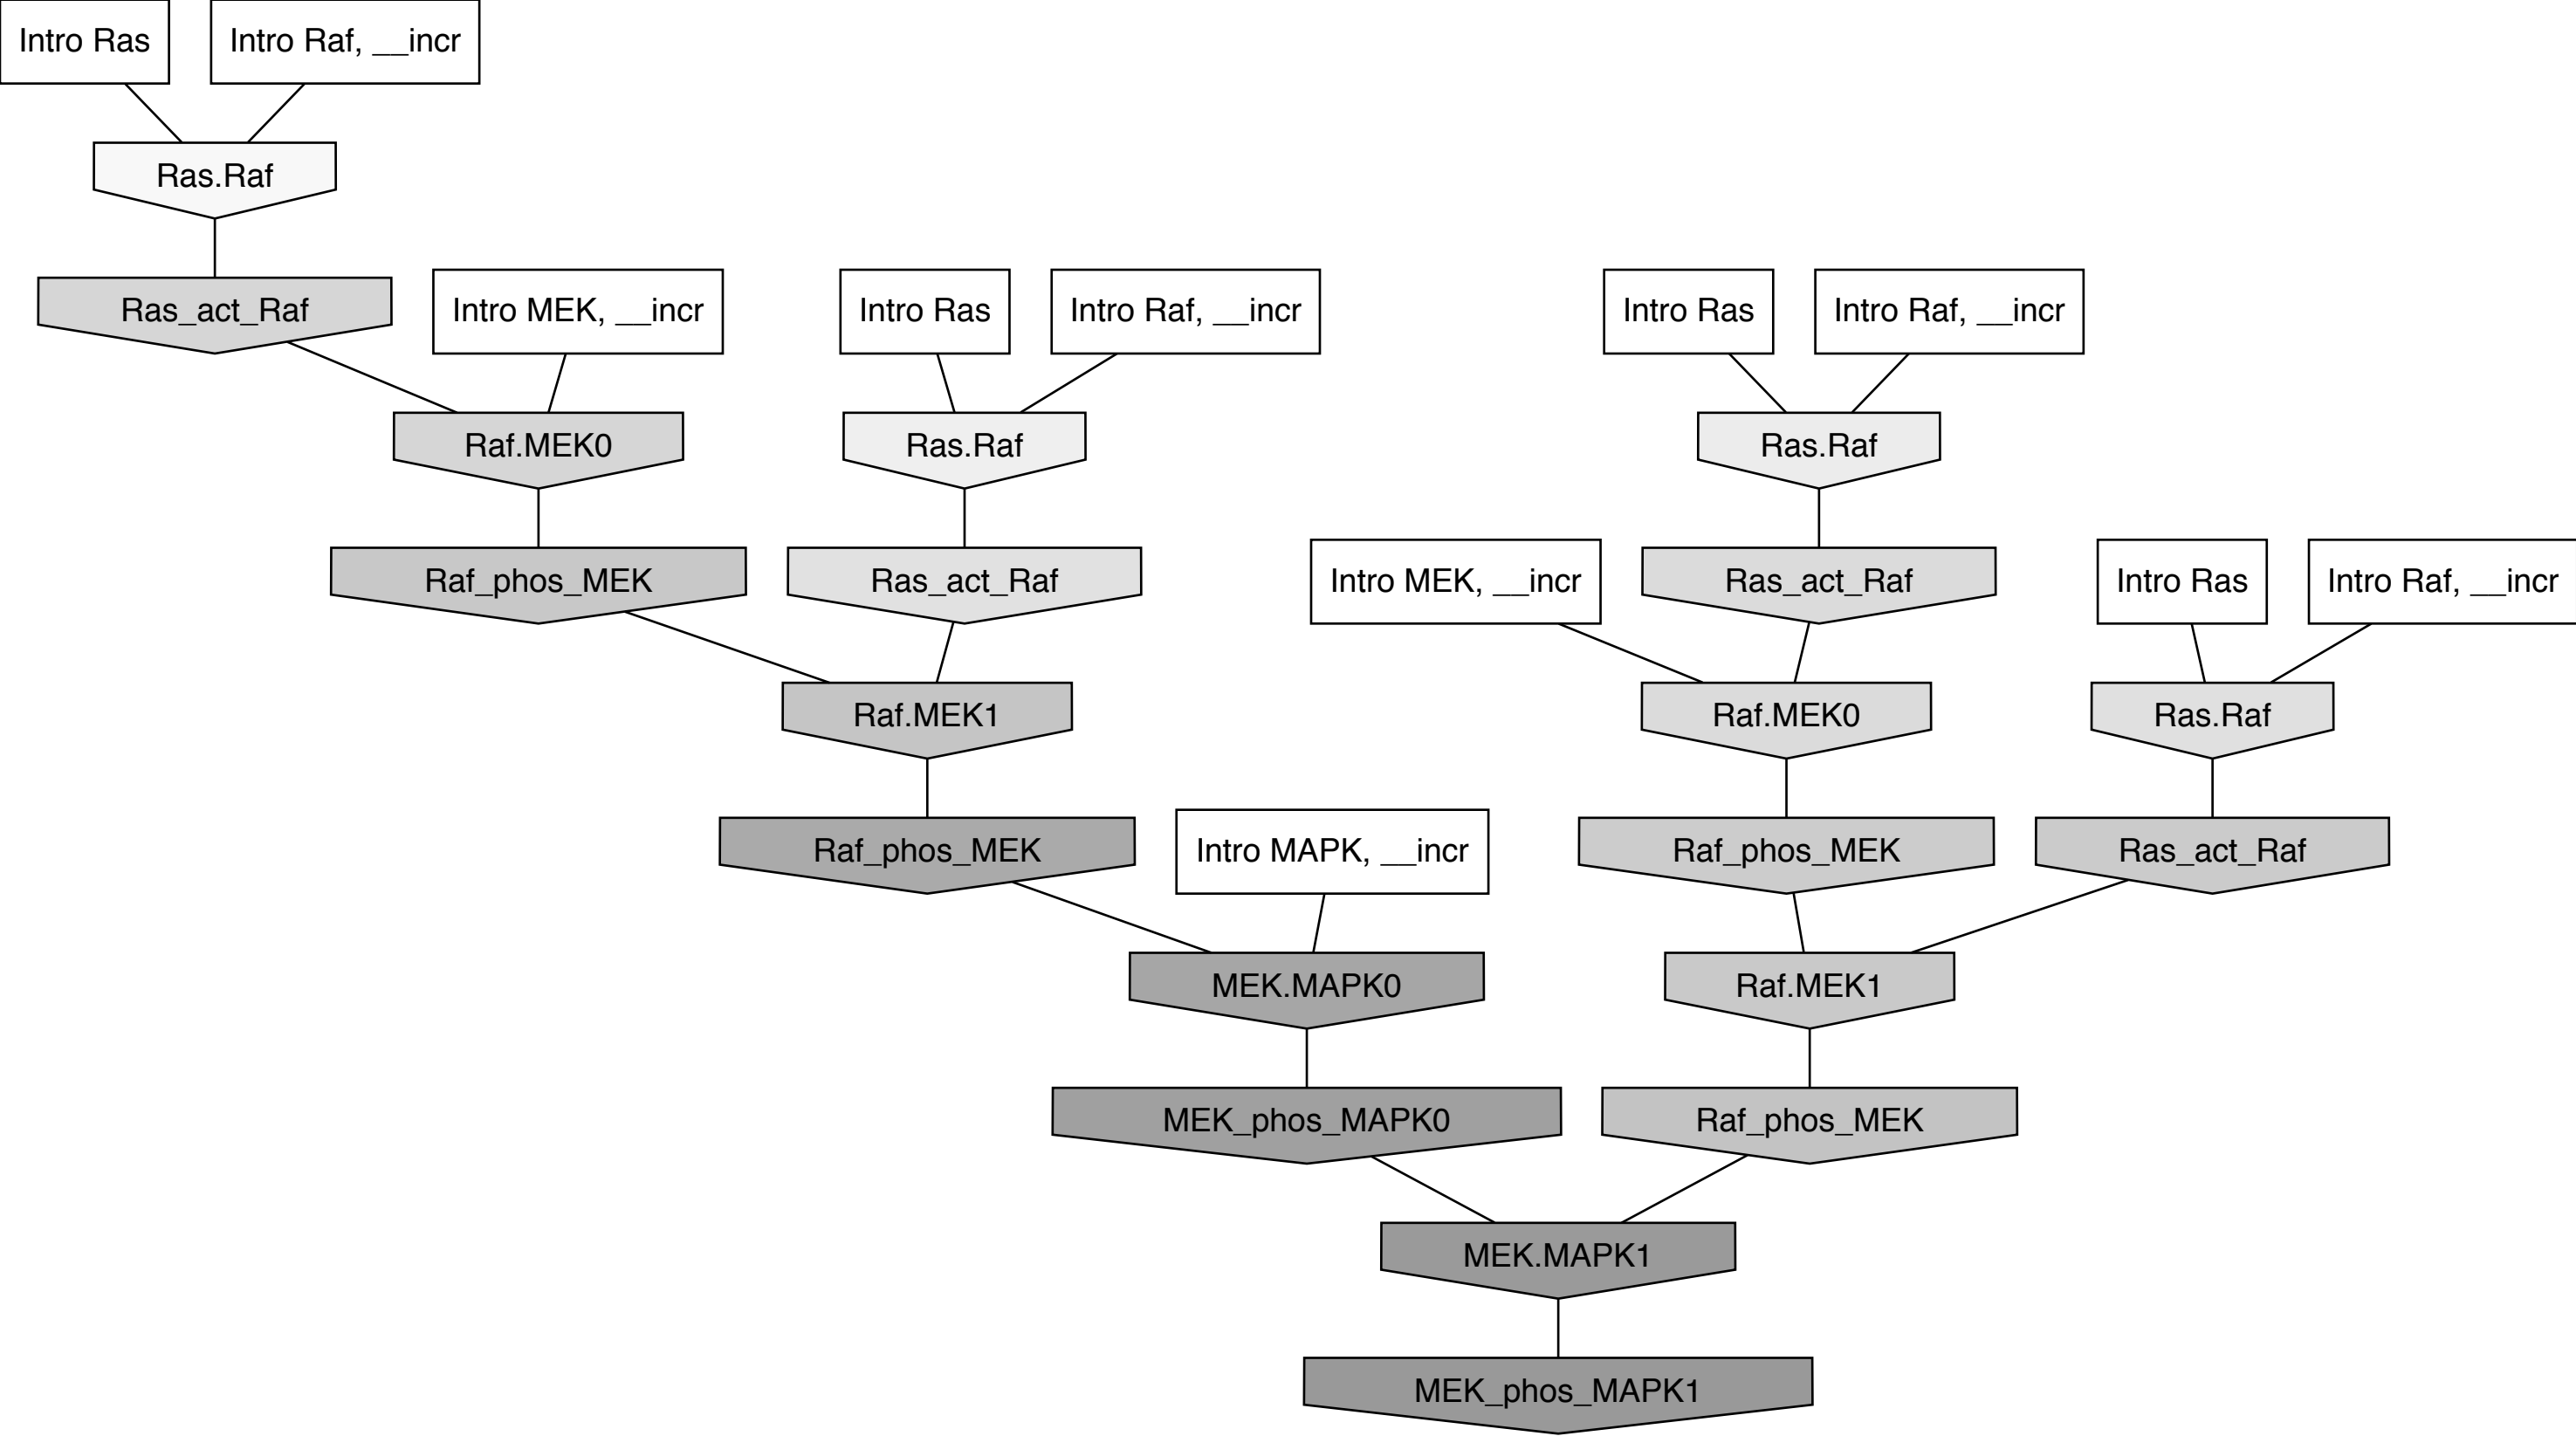 Intro Ras
Intro Raf, __incr
Ras.Raf
Ras_act_Raf
Intro MEK, __incr
Intro Ras
Intro Raf, __incr
Intro Ras
Intro Raf, __incr
Raf.MEK0
Ras.Raf
Ras.Raf
Raf_phos_MEK
Ras_act_Raf
Intro MEK, __incr
Ras_act_Raf
Intro Ras
Intro Raf, __incr
Raf.MEK1
Raf.MEK0
Ras.Raf
Raf_phos_MEK
Intro MAPK, __incr
Raf_phos_MEK
Ras_act_Raf
MEK.MAPK0
Raf.MEK1
MEK_phos_MAPK0
Raf_phos_MEK
MEK.MAPK1
MEK_phos_MAPK1